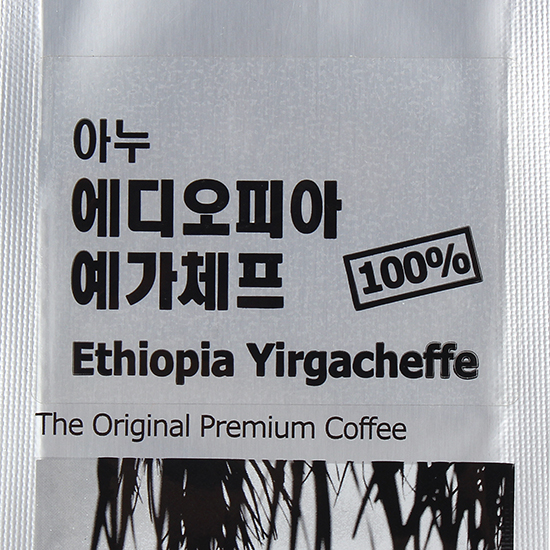 아누
에디오피아
예가체프
100%
Ethiopia Yirgacheffe
The Original Premium Coffee